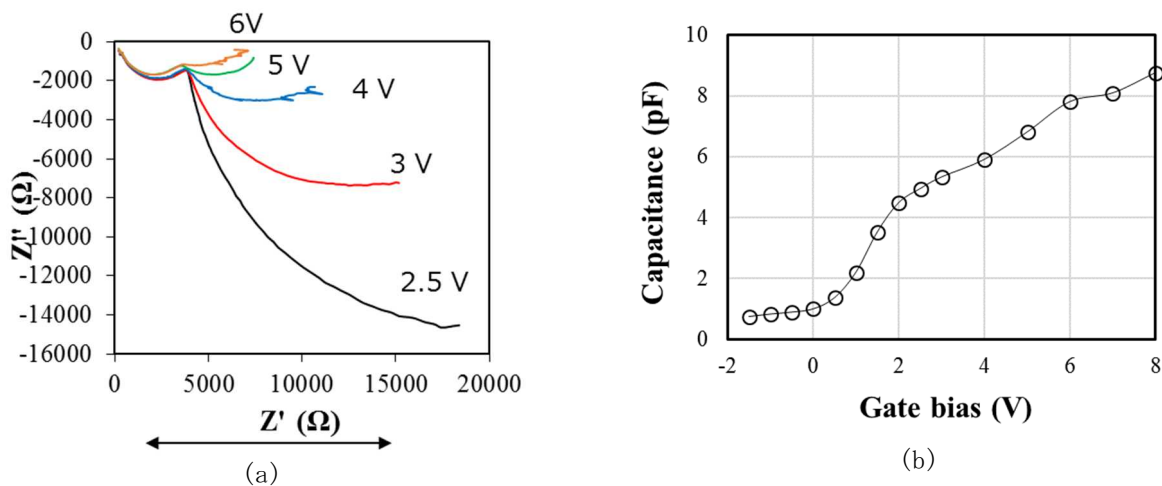 6V
5 V
4 V
3 V
2.5 V
0
-2000
-4000
-6000
-8000
-10000
-12000
-14000
-16000
Z'' (Ω)
0 5000 10000 15000 20000
Z' (Ω)
(a)
10
8
6
4
2
0
Capacitance (pF)
-2 0 2 4 6 8
Gate bias (V)
(b)